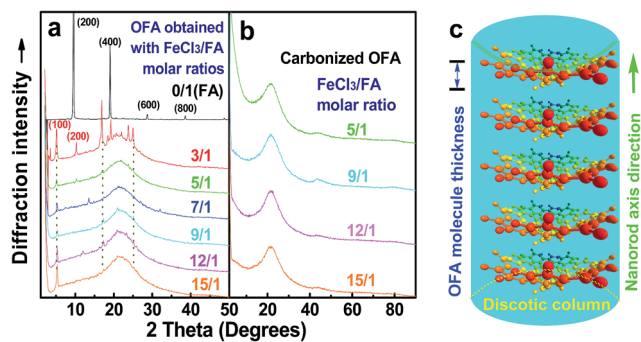 a
OFA obtained
with FeCl3/FA
molar ratios
0/1(FA)
(200)
(400)
(600)
(800)
(100)
(200)
3/1
5/1
7/1
9/1
12/1
15/1
Diffraction intensity
0
10
20
30
40
50
b
Carbonized OFA
FeCl3/FA
molar ratio
5/1
9/1
12/1
15/1
20
40
60
80
2 Theta (Degrees)
c
OFA molecule thickness
Nanorod axis direction
Discotic column